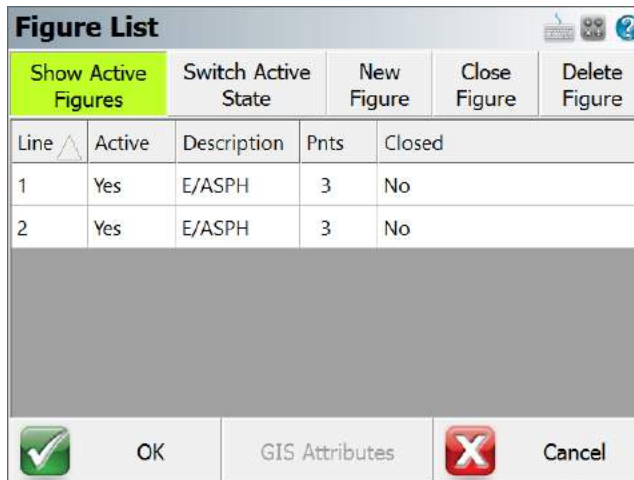 Figure List
Show Active Figures
Switch Active State
New Figure
Close Figure
Delete Figure
Line Active Description Pnts Closed
1 Yes E/ASPH 3 No
2 Yes E/ASPH 3 No
OK GIS Attributes Cancel